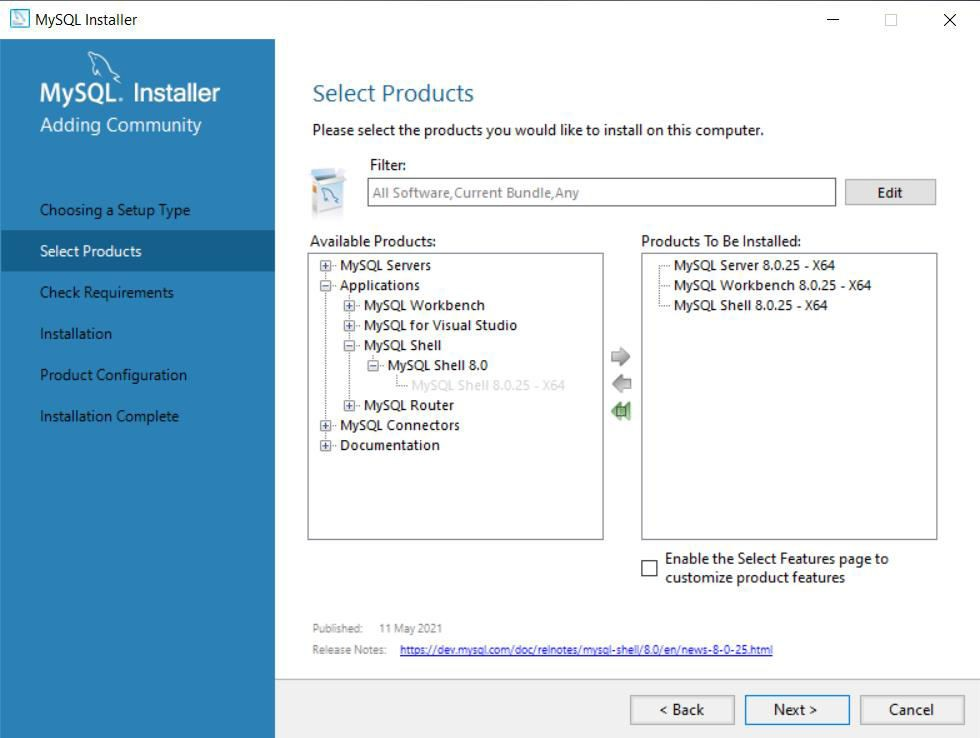 MySQL Installer
MySQL. Installer
Adding Community
Choosing a Setup Type
Select Products
Check Requirements
Installation
Product Configuration
Installation Complete
Select Products
Please select the products you would like to install on this computer.
Filter:
All Software,Current Bundle,Any
Edit
Available Products:
MySQL Servers
Applications
MySQL Workbench
MySQL for Visual Studio
MySQL Shell
MySQL Shell 8.0
MySQL Shell 8.0.25 - X64
MySQL Router
MySQL Connectors
Documentation
Products To Be Installed:
MySQL Server 8.0.25 - X64
MySQL Workbench 8.0.25 - X64
MySQL Shell 8.0.25 - X64
Enable the Select Features page to
customize product features
Published: 11 May 2021
Release Notes: https://dev.mysql.com/doc/relnotes/mysql-shell/8.0/en/news-8-0-25.html
< Back
Next >
Cancel